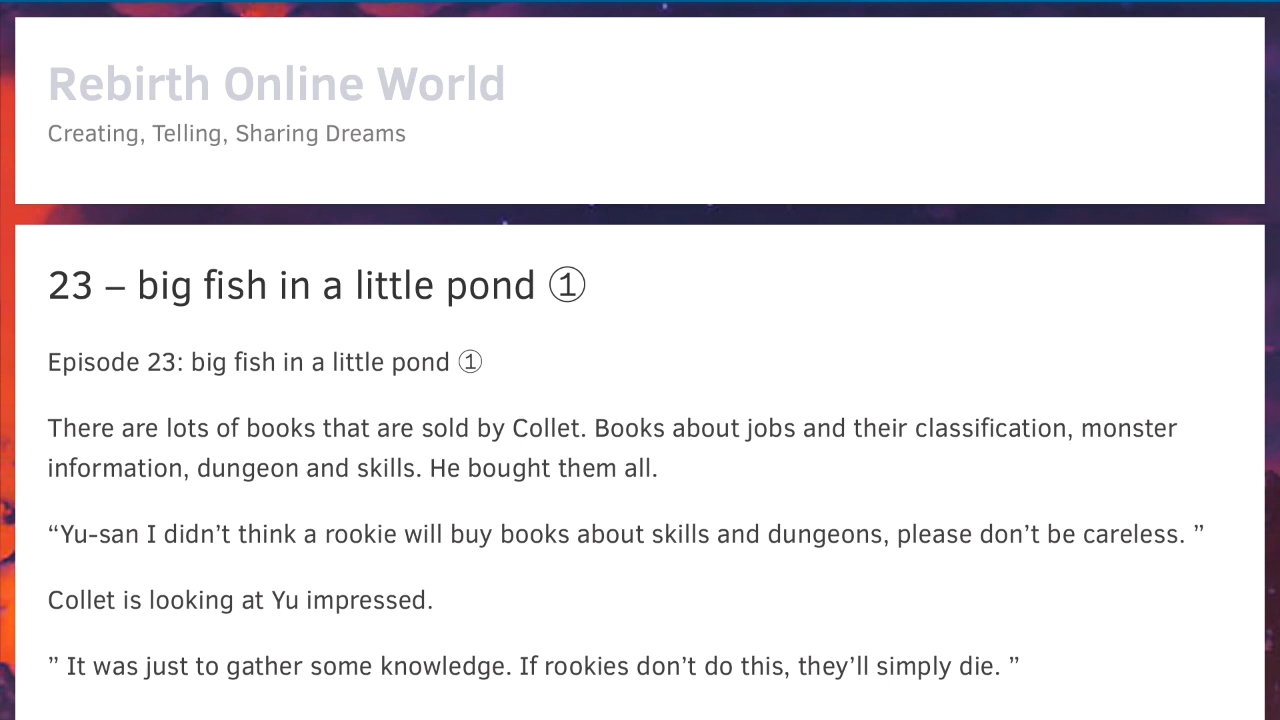 Rebirth Online World
Creating, Telling, Sharing Dreams
23 – big fish in a little pond ①
Episode 23: big fish in a little pond ①
There are lots of books that are sold by Collet. Books about jobs and their classification, monster
information, dungeon and skills. He bought them all.
“Yu-san I didn’t think a rookie will buy books about skills and dungeons, please don’t be careless. ”
Collet is looking at Yu impressed.
” It was just to gather some knowledge. If rookies don’t do this, they’ll simply die. ”